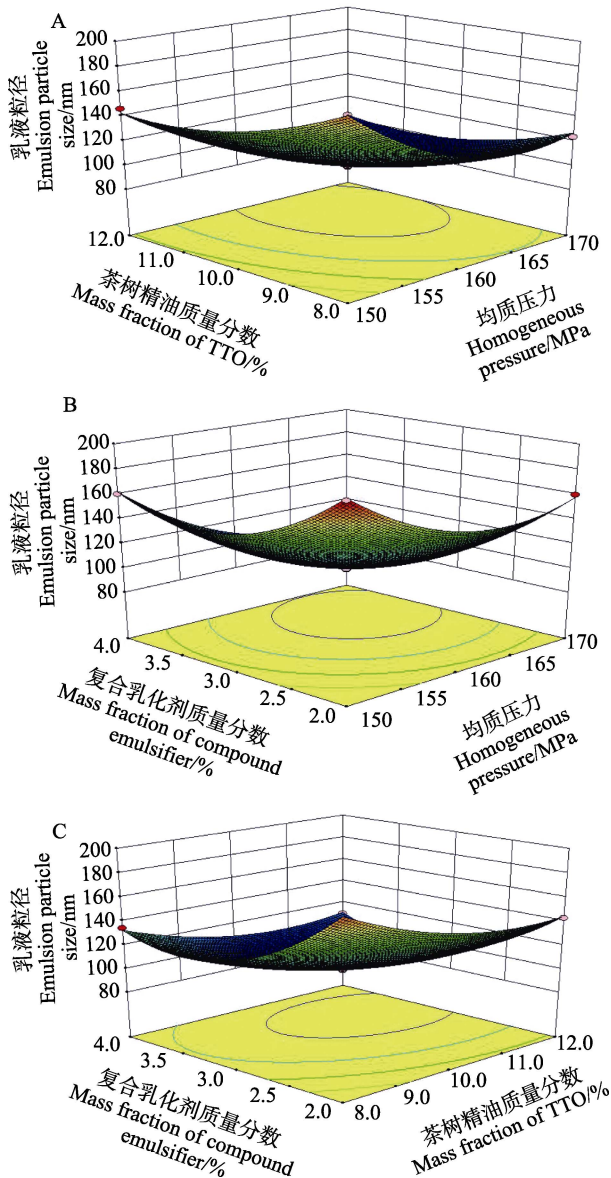 A
200
180
160
140
120
100
80
乳液粒径
Emulsion particle
size/nm
12.0
11.0
10.0
9.0
8.0
茶树精油质量分数
Mass fraction of TTO/%
150
155
160
165
170
均质压力
Homogeneous
pressure/MPa
B
200
180
160
140
120
100
80
乳液粒径
Emulsion particle
size/nm
4.0
3.5
3.0
2.5
2.0
复合乳化剂质量分数
Mass fraction of compound
emulsifier/%
150
155
160
165
170
均质压力
Homogeneous
pressure/MPa
C
200
180
160
140
120
100
80
乳液粒径
Emulsion particle
size/nm
4.0
3.5
3.0
2.5
2.0
复合乳化剂质量分数
Mass fraction of compound
emulsifier/%
8.0
9.0
10.0
11.0
12.0
茶树精油质量分数
Mass fraction of TTO/%